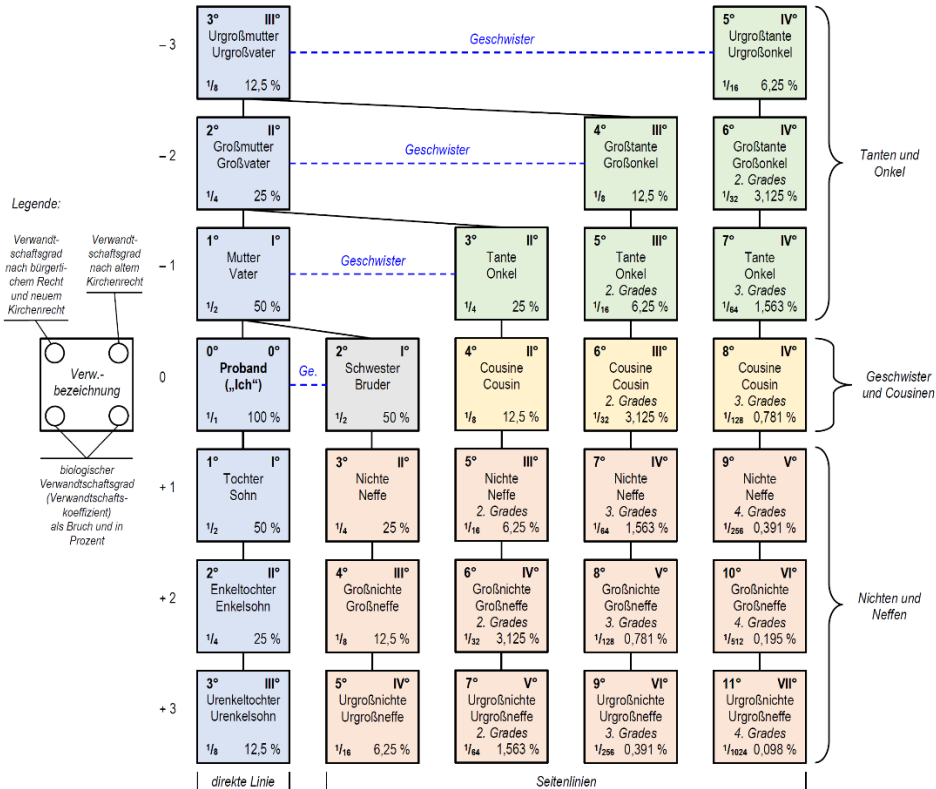 – 3
3° III°
Urgroßmutter
Urgroßvater
1/8 12,5 %
Geschwister
5° IV°
Urgroßtante
Urgroßonkel
1/16 6,25 %
– 2
2° II°
Großmutter
Großvater
1/4 25 %
Geschwister
4° III°
Großtante
Großonkel
1/8 12,5 %
6° IV°
Großtante
Großonkel
2. Grades
1/32 3,125 %
Tanten und
Onkel
– 1
1° I°
Mutter
Vater
1/2 50 %
Geschwister
3° II°
Tante
Onkel
1/4 25 %
5° III°
Tante
Onkel
2. Grades
1/16 6,25 %
7° IV°
Tante
Onkel
3. Grades
1/64 1,563 %
Legende:
Verwandt-
schaftsgrad
nach bürgerli-
chem Recht
und neuem
Kirchenrecht
Verwandt-
schaftsgrad
nach altem
Kirchenrecht
Verw.-
bezeichnung
biologischer
Verwandtschaftsgrad
(Verwandtschafts-
koeffizient)
als Bruch und in
Prozent
0
0° 0°
Proband
(„Ich“)
1/1 100 %
Ge.
2° I°
Schwester
Bruder
1/2 50 %
4° II°
Cousine
Cousin
1/8 12,5 %
6° III°
Cousine
Cousin
2. Grades
1/32 3,125 %
8° IV°
Cousine
Cousin
3. Grades
1/128 0,781 %
Geschwister
und Cousinen
+ 1
1° I°
Tochter
Sohn
1/2 50 %
3° II°
Nichte
Neffe
1/4 25 %
5° III°
Nichte
Neffe
2. Grades
1/16 6,25 %
7° IV°
Nichte
Neffe
3. Grades
1/64 1,563 %
9° V°
Nichte
Neffe
4. Grades
1/256 0,391 %
+ 2
2° II°
Enkeltochter
Enkelsohn
1/4 25 %
4° III°
Großnichte
Großneffe
1/8 12,5 %
6° IV°
Großnichte
Großneffe
2. Grades
1/32 3,125 %
8° V°
Großnichte
Großneffe
3. Grades
1/128 0,781 %
10° VI°
Großnichte
Großneffe
4. Grades
1/512 0,195 %
Nichten und
Neffen
+ 3
3° III°
Urenkeltochter
Urenkelsohn
1/8 12,5 %
5° IV°
Urgroßnichte
Urgroßneffe
1/16 6,25 %
7° V°
Urgroßnichte
Urgroßneffe
2. Grades
1/64 1,563 %
9° VI°
Urgroßnichte
Urgroßneffe
3. Grades
1/256 0,391 %
11° VII°
Urgroßnichte
Urgroßneffe
4. Grades
1/1024 0,098 %
direkte Linie
Seitenlinien